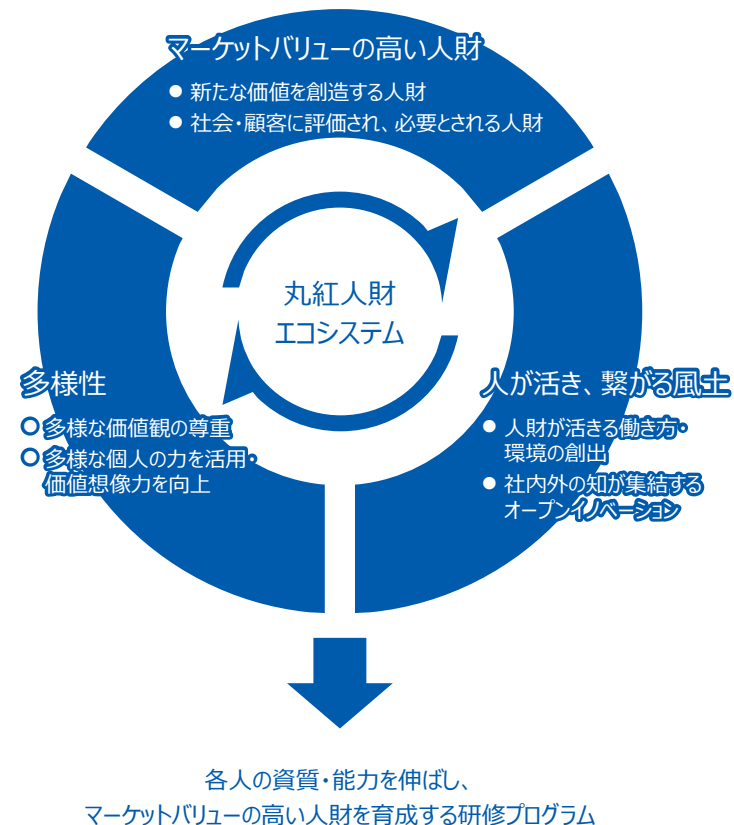 マーケットバリューの高い人財
● 新たな価値を創造する人財
● 社会・顧客に評価され、必要とされる人財
丸紅人財
エコシステム
多様性
● 多様な価値観の尊重
● 多様な個人の力を活用・
価値想像力を向上
人が活き、繋がる風土
● 人財が活きる働き方・
環境の創出
● 社内外の知が集結する
オープンイノベーション
各人の資質・能力を伸ばし、
マーケットバリューの高い人財を育成する研修プログラム